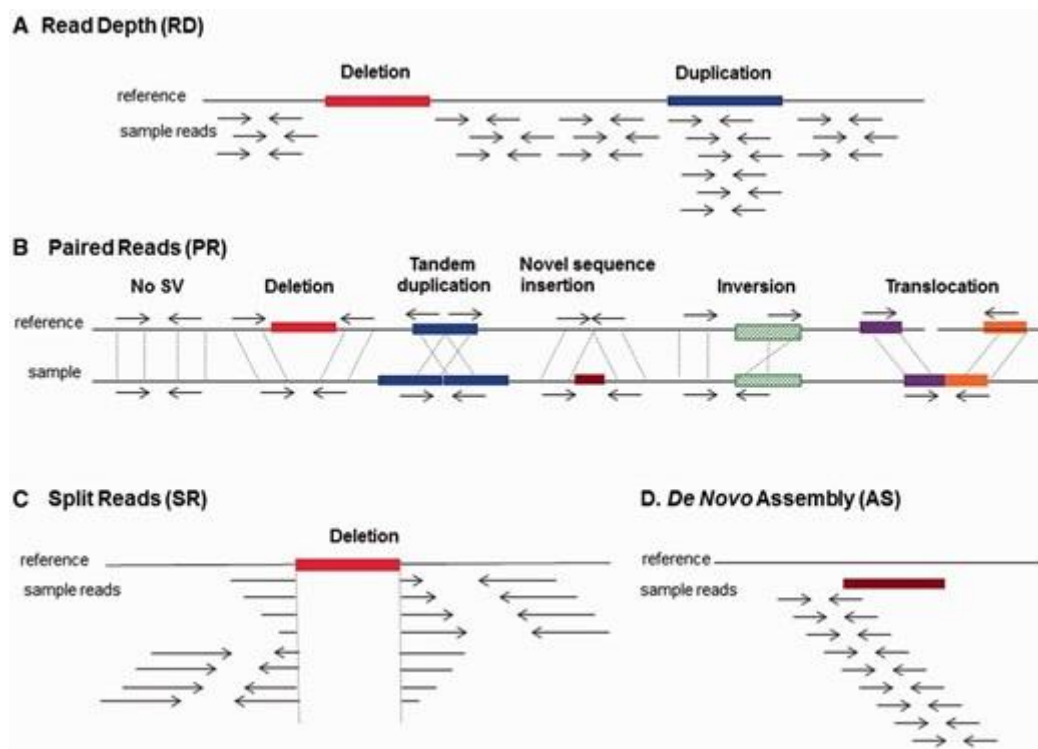 A Read Depth (RD)
Deletion Duplication
reference
sample reads
B Paired Reads (PR)
No SV Deletion Tandem duplication Novel sequence insertion Inversion Translocation
reference
sample
C Split Reads (SR)
Deletion
reference
sample reads
D. De Novo Assembly (AS)
reference
sample reads